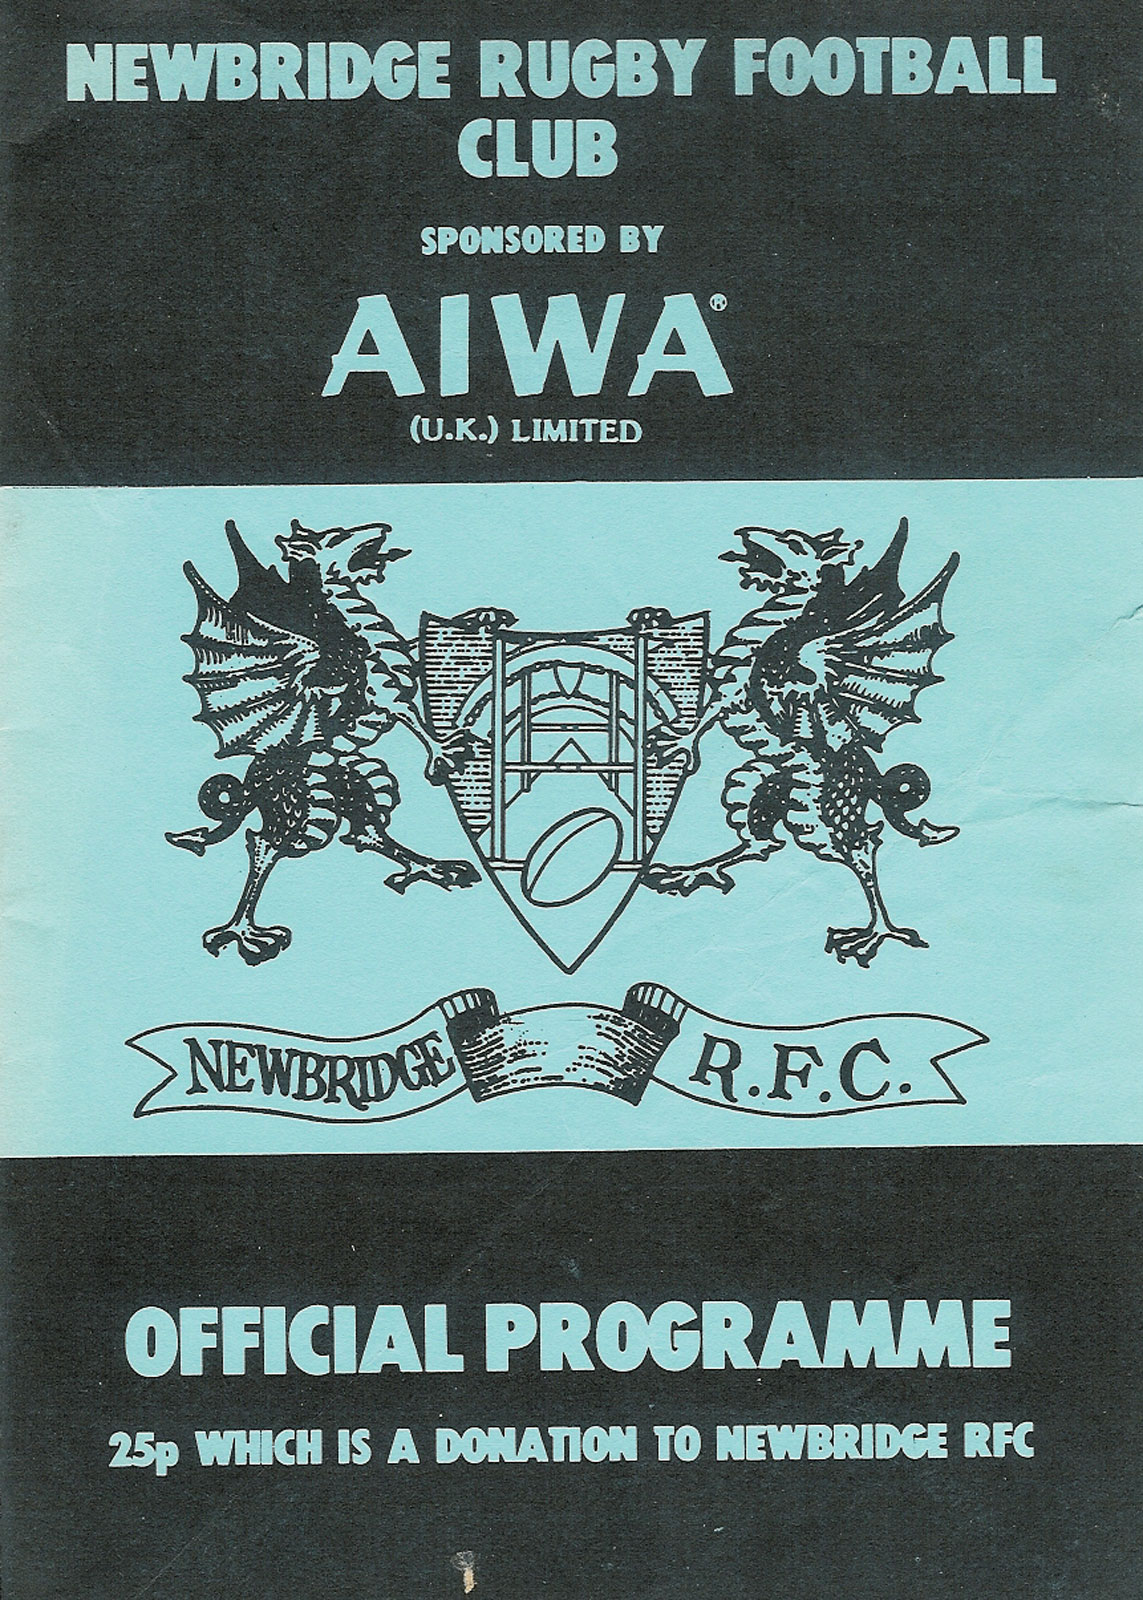 NEWBRIDGE RUGBY FOOTBALL
CLUB
SPONSORED BY
AIWA®
(U.K.) LIMITED
NEWBRIDGE R.F.C.
OFFICIAL PROGRAMME
25p WHICH IS A DONATION TO NEWBRIDGE RFC